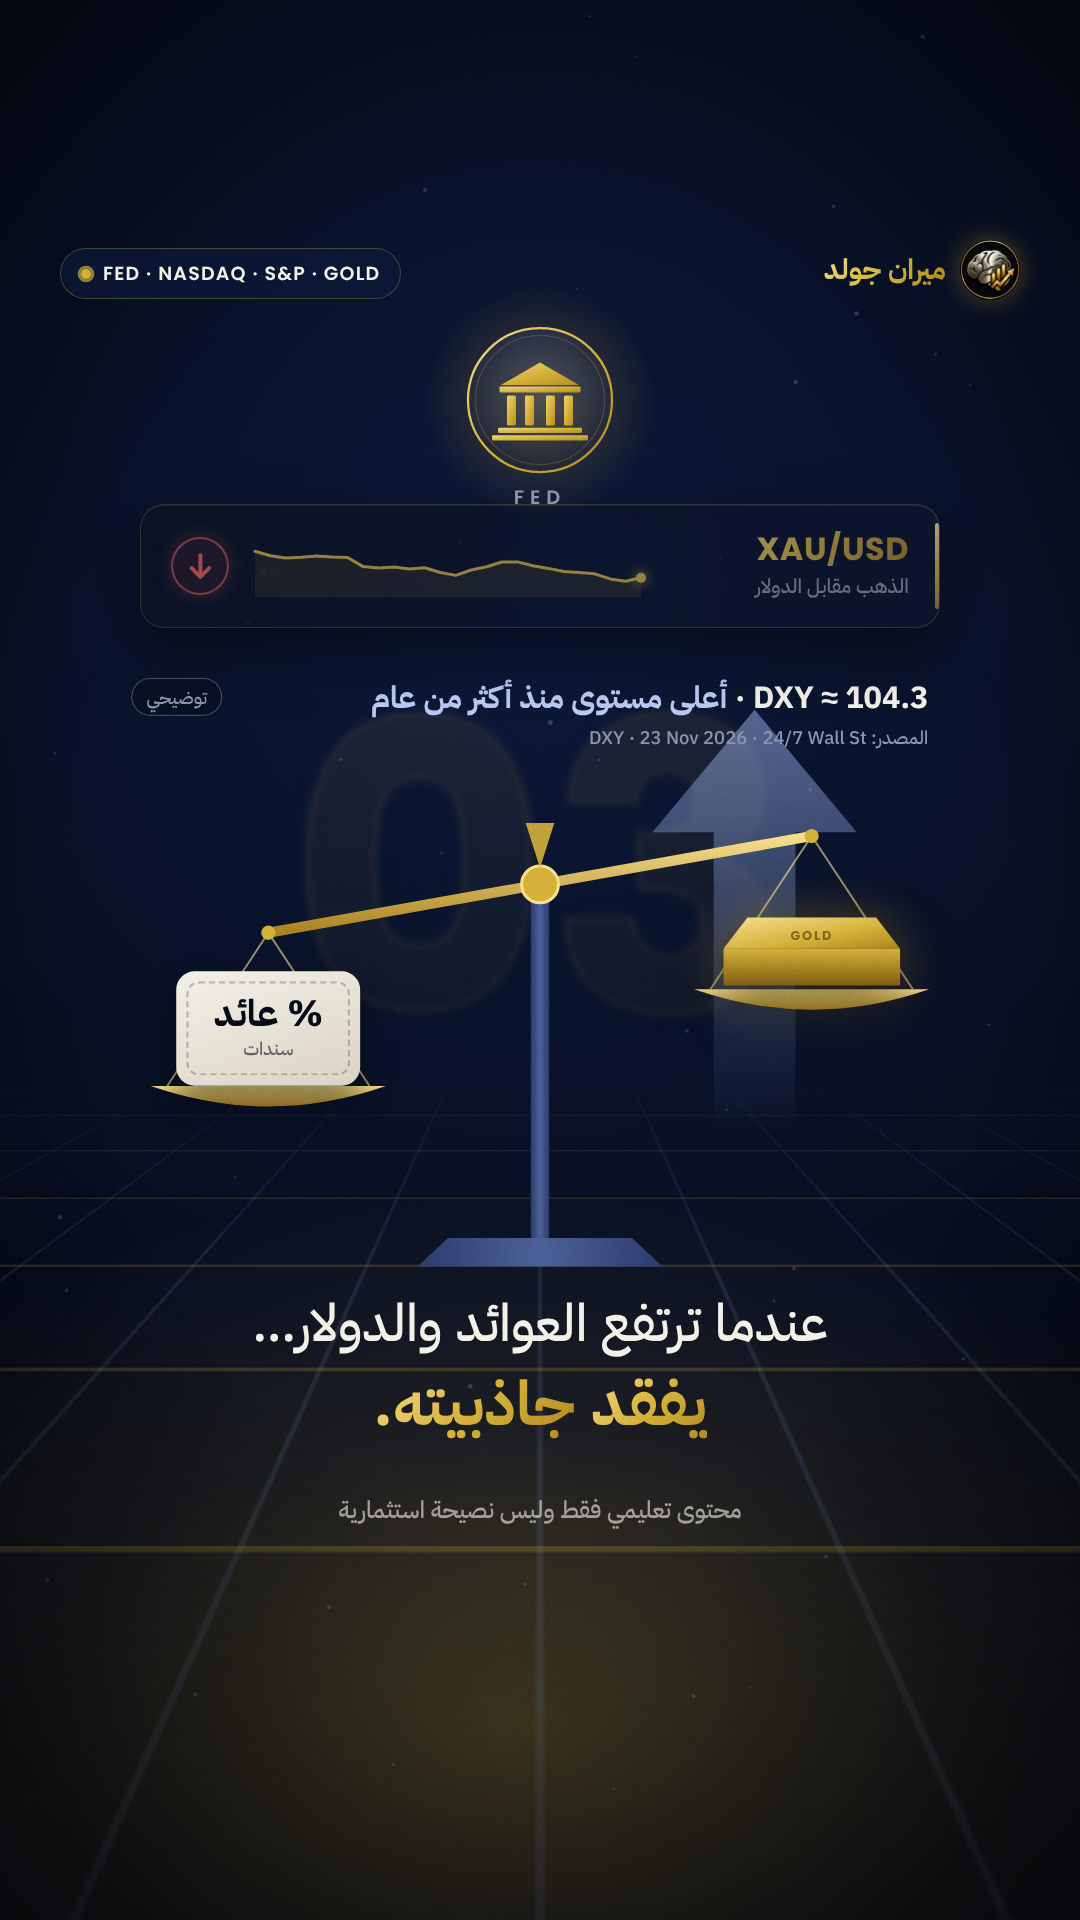 FED · NASDAQ · S&P · GOLD
ميران جولد
FED
XAU/USD
الذهب مقابل الدولار
DXY ≈ 104.3 · أعلى مستوى منذ أكثر من عام
توضيحي
المصدر: DXY · 23 Nov 2026 · 24/7 Wall St
03
GOLD
% عائد
سندات
عندما ترتفع العوائد والدولار...
يفقد جاذبيته.
محتوى تعليمي فقط وليس نصيحة استثمارية